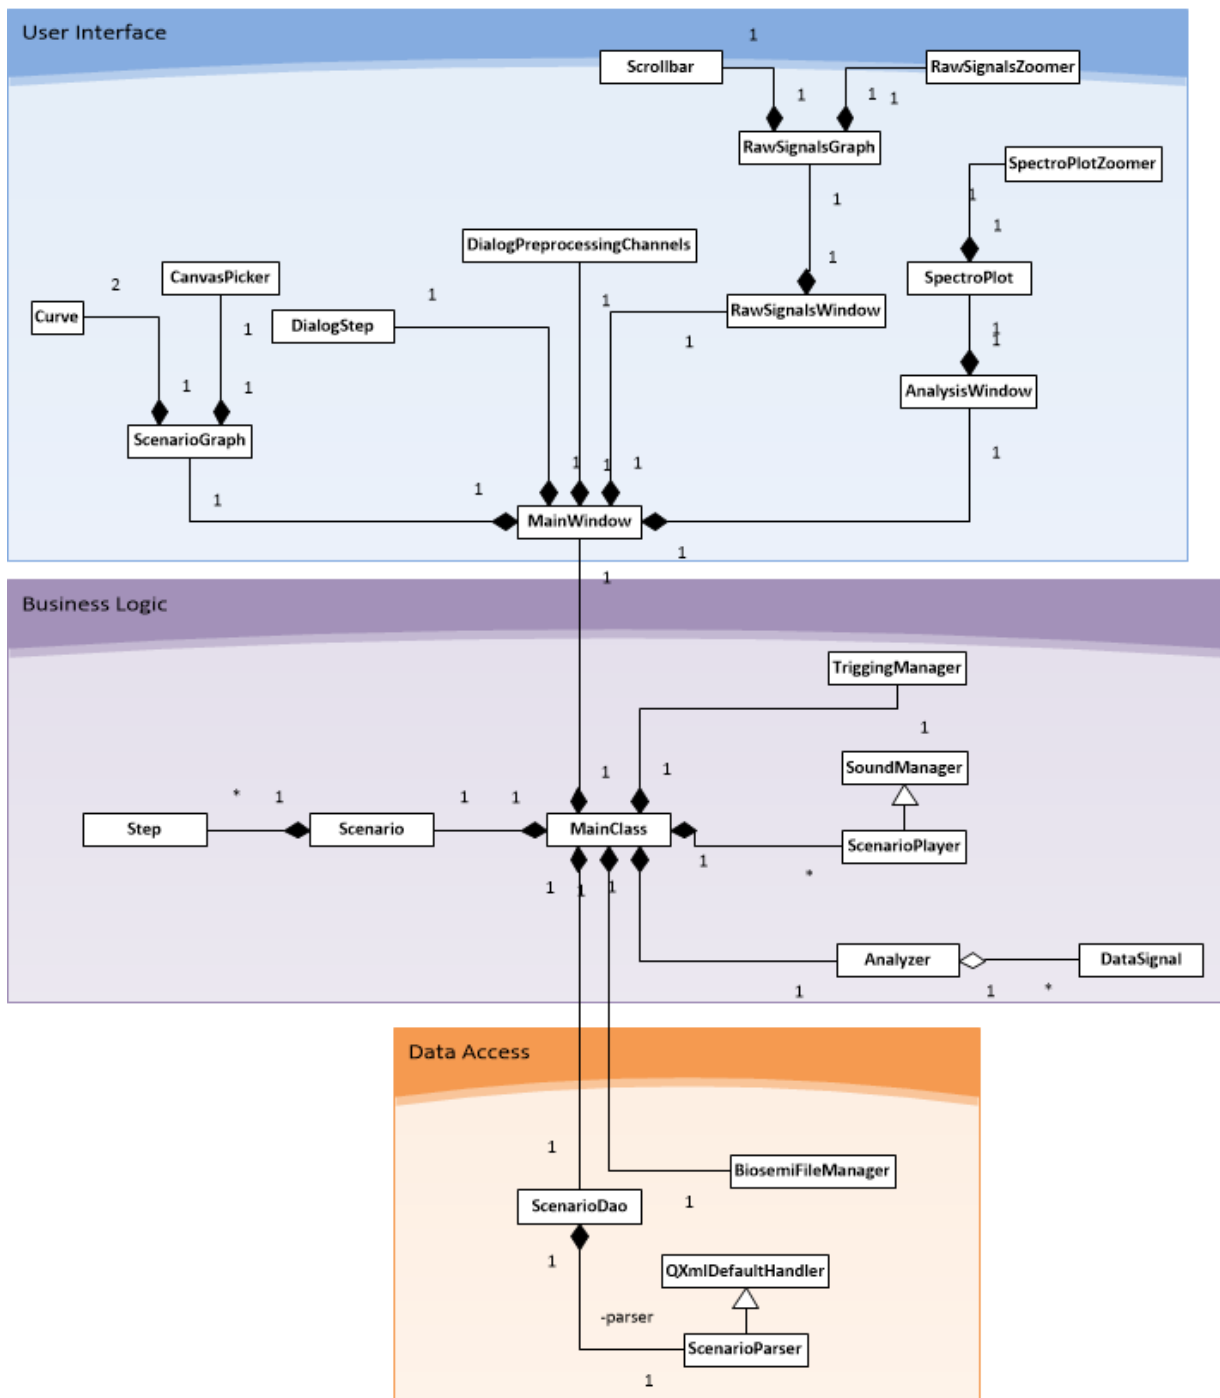 User Interface
1
Scrollbar
RawSignalsZoomer
1
1
1
RawSignalsGraph
SpectroPlotZoomer
1
1
1
DialogPreprocessingChannels
1
CanvasPicker
SpectroPlot
2
1
1
Curve
DialogStep
RawSignalsWindow
1
1
1
1
1
1
AnalysisWindow
ScenarioGraph
1
1
1
1
1
1
1
MainWindow
1
1
Business Logic
TriggingManager
1
SoundManager
1
1
*
1
1
1
Step
Scenario
MainClass
ScenarioPlayer
1
*
1
1
1
Analyzer
DataSignal
1
1
*
Data Access
1
BiosemiFileManager
1
ScenarioDao
1
QXmlDefaultHandler
-parser
ScenarioParser
1